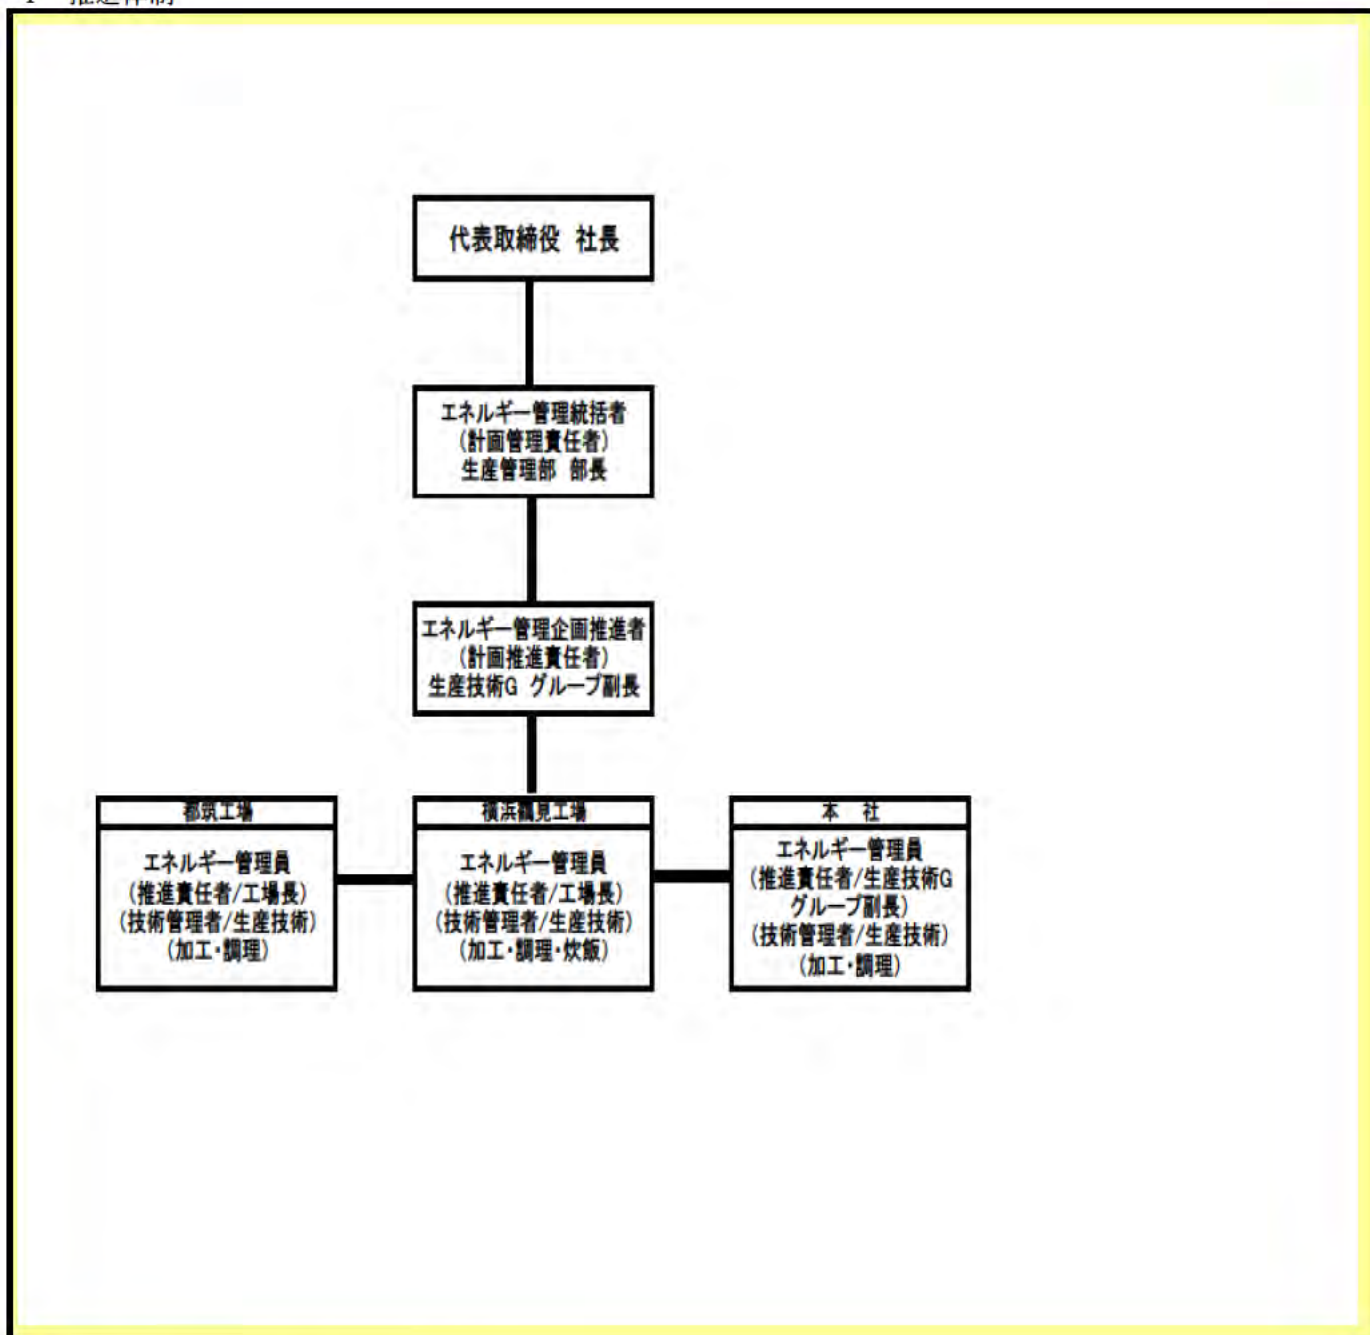 推進体制
代表取締役 社長
エネルギー管理統括者
(計画管理責任者)
生産管理部 部長
エネルギー管理企画推進者
(計画推進責任者)
生産技術G グループ副長
都筑工場
エネルギー管理員
(推進責任者/工場長)
(技術管理者/生産技術)
(加工・調理)
横浜鶴見工場
エネルギー管理員
(推進責任者/工場長)
(技術管理者/生産技術)
(加工・調理・炊飯)
本 社
エネルギー管理員
(推進責任者/生産技術G
グループ副長)
(技術管理者/生産技術)
(加工・調理)